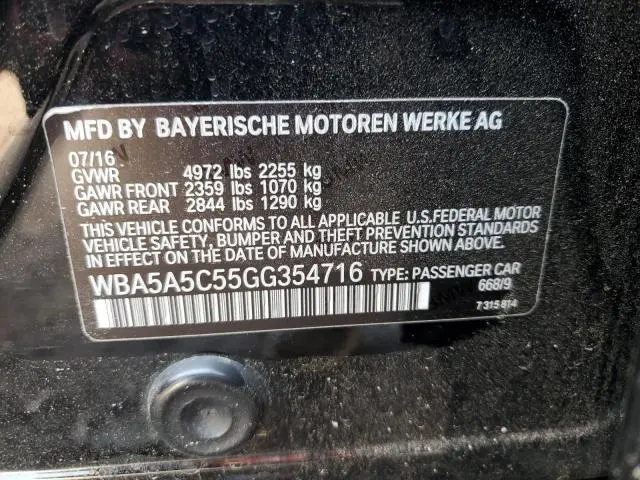 MFD BY BAYERISCHE MOTOREN WERKE AG
07/16
GVWR 4972 lbs 2255 kg
GAWR FRONT 2359 lbs 1070 kg
GAWR REAR 2844 lbs 1290 kg
THIS VEHICLE CONFORMS TO ALL APPLICABLE U.S.FEDERAL MOTOR
VEHICLE SAFETY, BUMPER AND THEFT PREVENTION STANDARDS
IN EFFECT ON THE DATE OF MANUFACTURE SHOWN ABOVE.
WBA5A5C55GG354716 TYPE: PASSENGER CAR
668/9
7 315 814